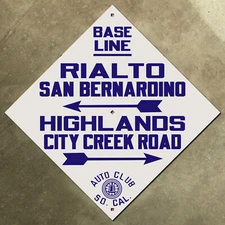 BASE
LINE
RIALTO
SAN BERNARDINO
HIGHLANDS
CITY CREEK ROAD
AUTO CLUB
SO. CAL.